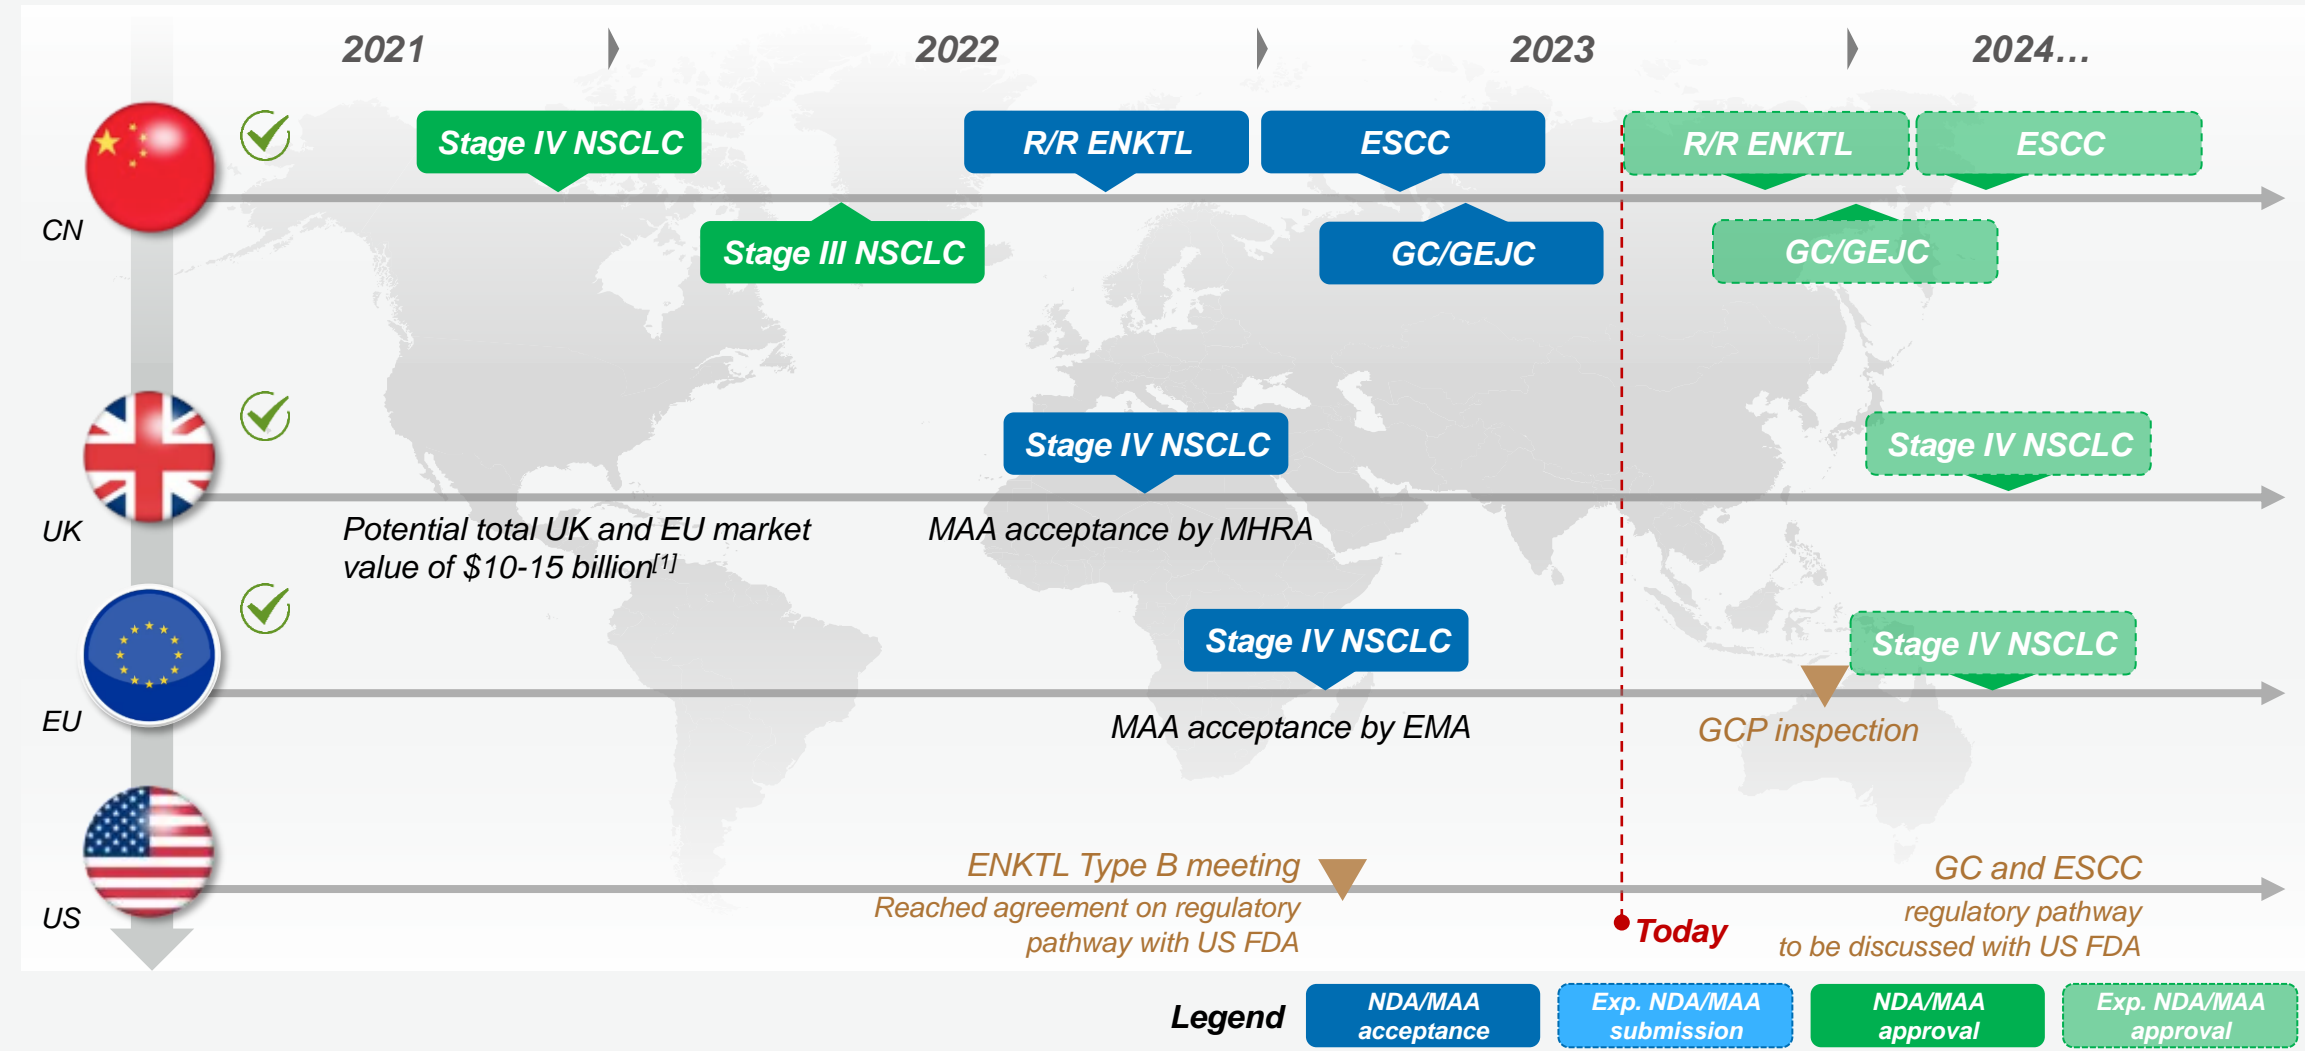 2021
2022
2023
2024...
CN
Stage IV NSCLC
R/R ENKTL
ESCC
R/R ENKTL
ESCC
Stage III NSCLC
GC/GEJC
GC/GEJC
UK
Stage IV NSCLC
Stage IV NSCLC
Potential total UK and EU market
value of $10-15 billion[1]
MAA acceptance by MHRA
EU
Stage IV NSCLC
Stage IV NSCLC
MAA acceptance by EMA
GCP inspection
US
ENKTL Type B meeting
Reached agreement on regulatory
pathway with US FDA
Today
GC and ESCC
regulatory pathway
to be discussed with US FDA
Legend
NDA/MAA
acceptance
Exp. NDA/MAA
submission
NDA/MAA
approval
Exp. NDA/MAA
approval